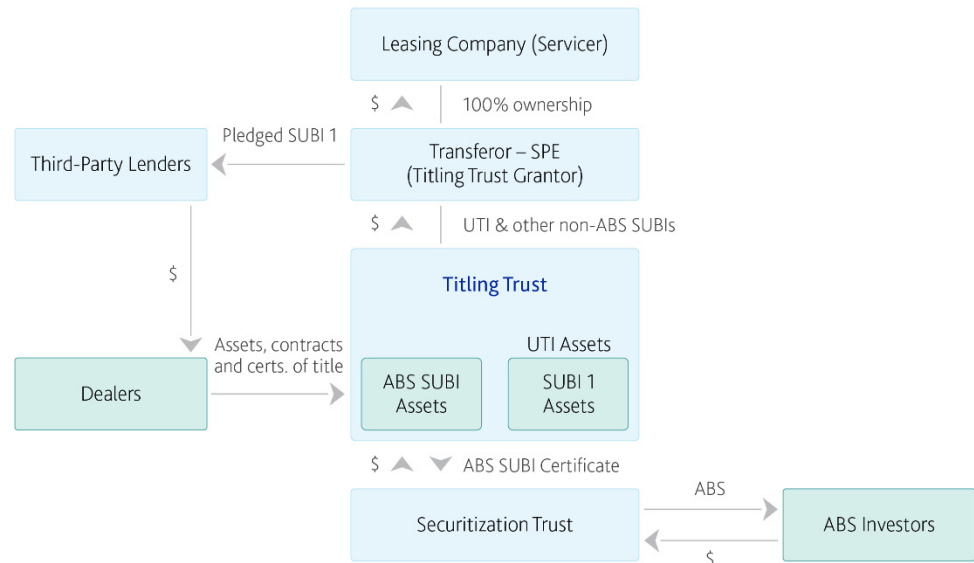 Leasing Company (Servicer)
$
100% ownership
Pledged SUBI 1
Third-Party Lenders
Transferor – SPE
(Titling Trust Grantor)
$
UTI & other non-ABS SUBIs
$
Titling Trust
Assets, contracts
and certs. of title
UTI Assets
Dealers
ABS SUBI
Assets
SUBI 1
Assets
$
ABS SUBI Certificate
ABS
Securitization Trust
ABS Investors
$